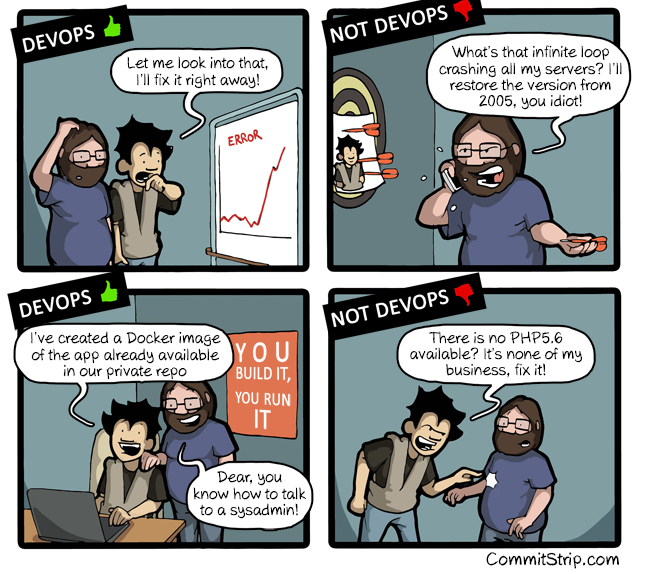 DEVOPS
Let me look into that,
I'll fix it right away!
ERROR
NOT DEVOPS
What's that infinite loop
crashing all my servers? I'll
restore the version from
2005, you idiot!
DEVOPS
I've created a Docker image
of the app already available
in our private repo
YOU
BUILD IT,
YOU RUN
IT
Dear, you
know how to talk
to a sysadmin!
NOT DEVOPS
There is no PHP5.6
available? It's none of my
business, fix it!
CommitStrip.com